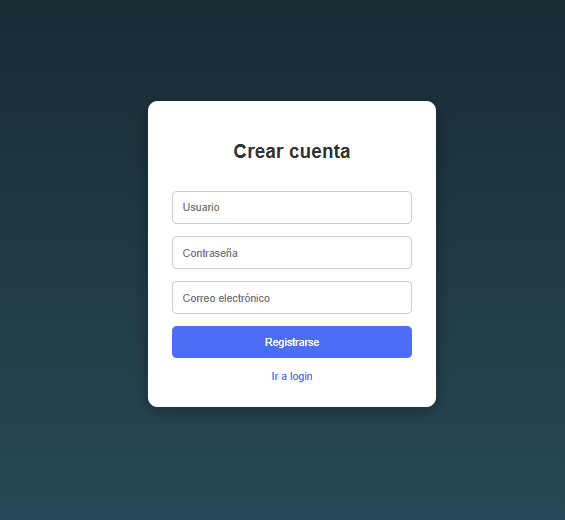 Crear cuenta
Usuario
Contraseña
Correo electrónico
Registrarse
Ir a login